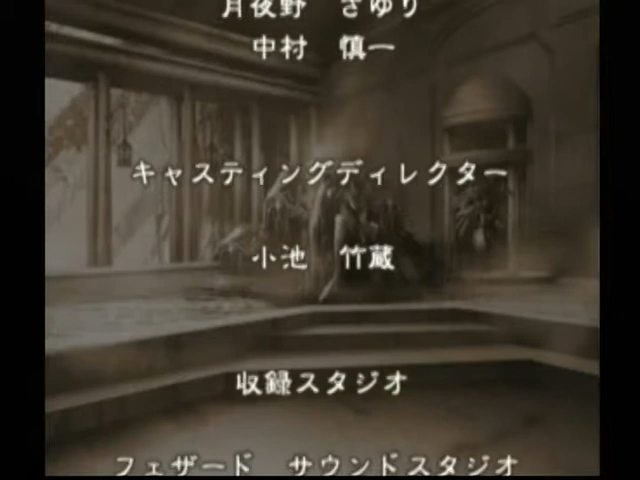 月夜野　さゆり
中村　慎一
キャスティングディレクター
小池　竹蔵
収録スタジオ
フェザード　サウンドスタジオ